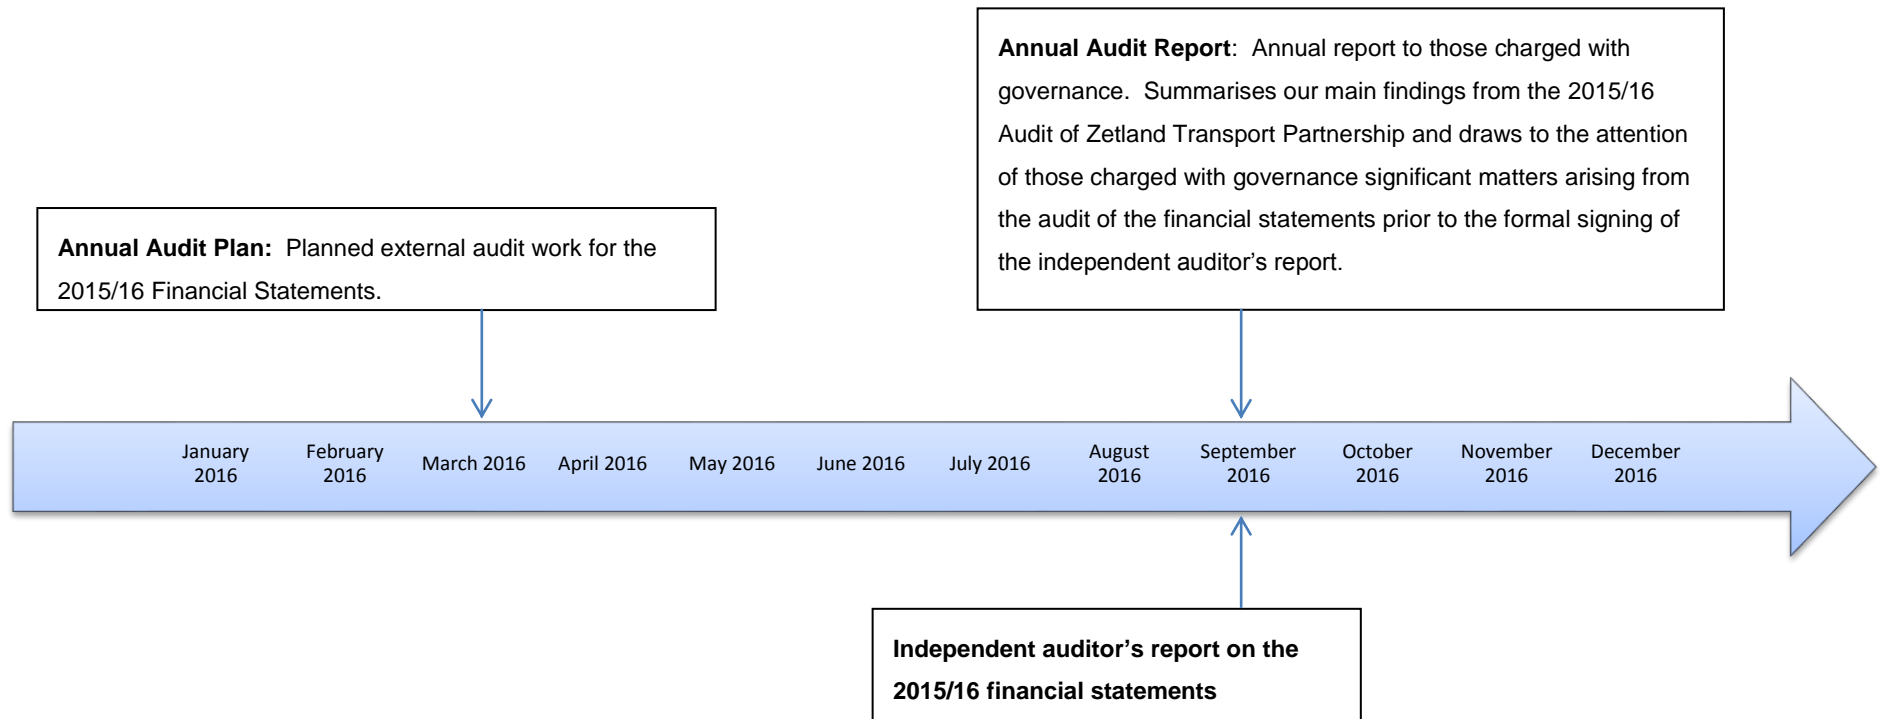 Annual Audit Report: Annual report to those charged with
governance. Summarises our main findings from the 2015/16
Audit of Zetland Transport Partnership and draws to the attention
of those charged with governance significant matters arising from
the audit of the financial statements prior to the formal signing of
the independent auditor’s report.
Annual Audit Plan: Planned external audit work for the
2015/16 Financial Statements.
January
2016
February
2016
March 2016
April 2016
May 2016
June 2016
July 2016
August
2016
September
2016
October
2016
November
2016
December
2016
Independent auditor’s report on the
2015/16 financial statements